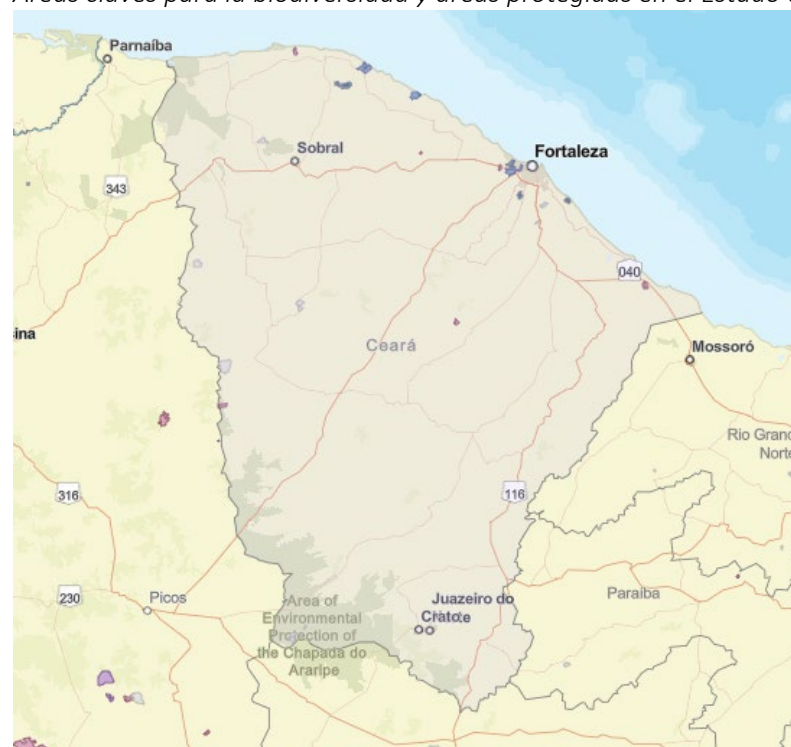 Áreas claves para la biodiversidad y áreas protegidas en el Estado
Parnaíba
Sobral
Fortaleza
343
040
Ceará
Mossoró
Rio Grand
Norte
316
116
230
Picos
Juazeiro do
Crato
Paraíba
Area of
Environmental
Protection of
the Chapada do
Araripe